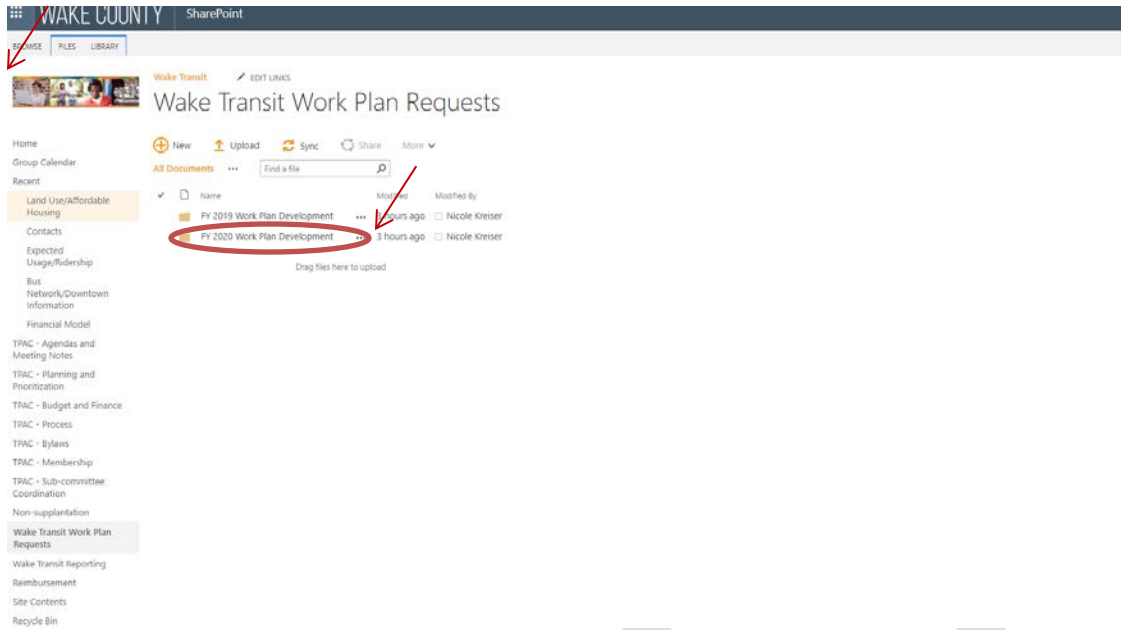 WAKE COUNTY SharePoint
BROWSE FILES LIBRARY
Wake Transit EDIT LINKS
Wake Transit Work Plan Requests
Home
Group Calendar
Recent
Land Use/Affordable
Housing
Contacts
Expected
Usage/Ridership
Bus
Network/Downtown
Information
Financial Model
TPAC - Agendas and
Meeting Notes
TPAC - Planning and
Prioritization
TPAC - Budget and Finance
TPAC - Process
TPAC - Bylaws
TPAC - Membership
TPAC - Sub-committee
Coordination
Non-supplantation
Wake Transit Work Plan
Requests
Wake Transit Reporting
Reimbursement
Site Contents
Recycle Bin
New Upload Sync Share More
All Documents ... Find a file
Name Modified Modified By
FY 2019 Work Plan Development ... 3 hours ago Nicole Kreiser
FY 2020 Work Plan Development ... 3 hours ago Nicole Kreiser
Drag files here to upload